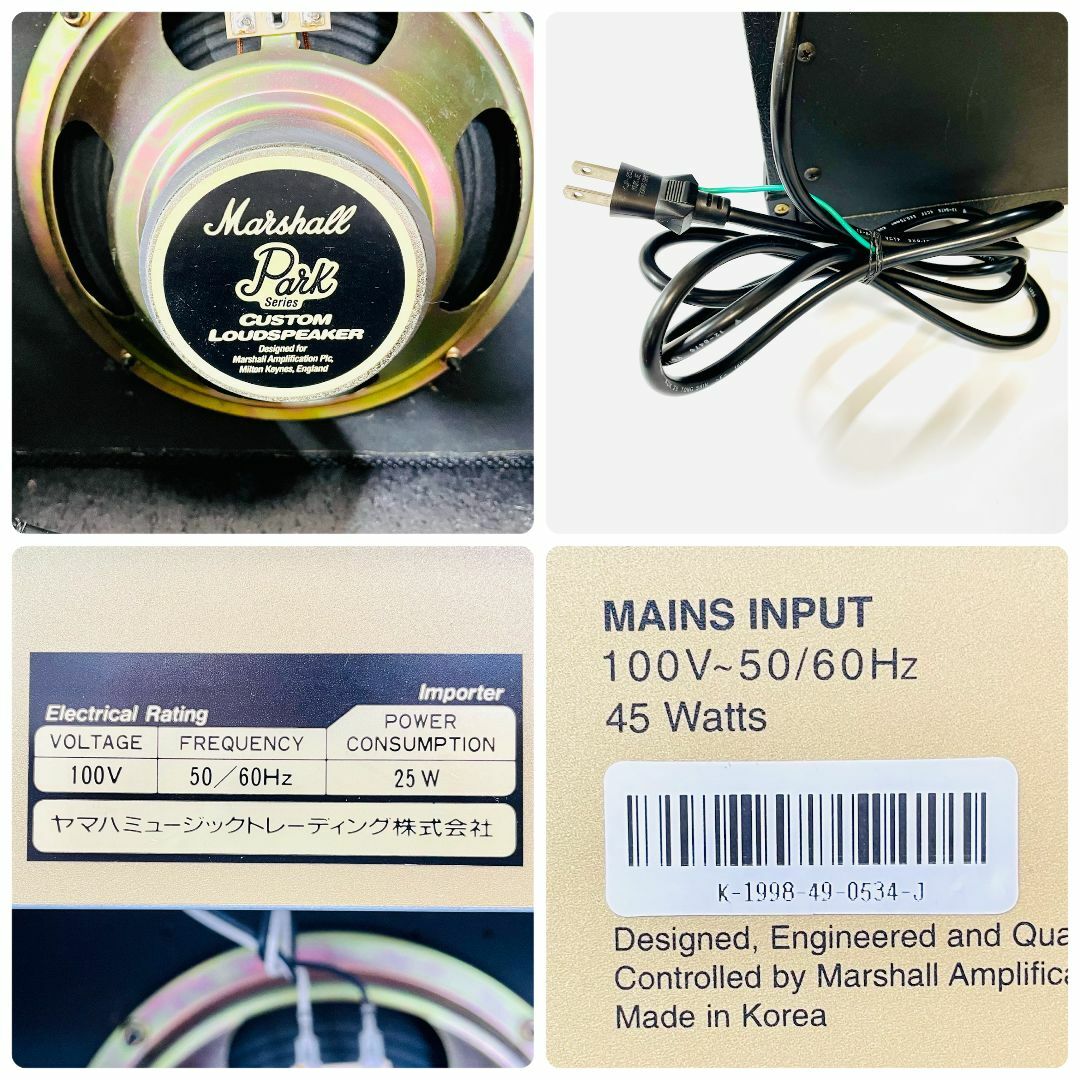 Marshall
Park
Series
CUSTOM
LOUDSPEAKER
Designed for
Marshall Amplification Plc,
Milton Keynes, England
Importer
Electrical Rating
VOLTAGE
FREQUENCY
POWER
CONSUMPTION
100V
50/60Hz
25W
ヤマハミュージックトレーディング株式会社
MAINS INPUT
100V~50/60Hz
45 Watts
K-1998-49-0534-J
Designed, Engineered and Qua
Controlled by Marshall Amplifica
Made in Korea